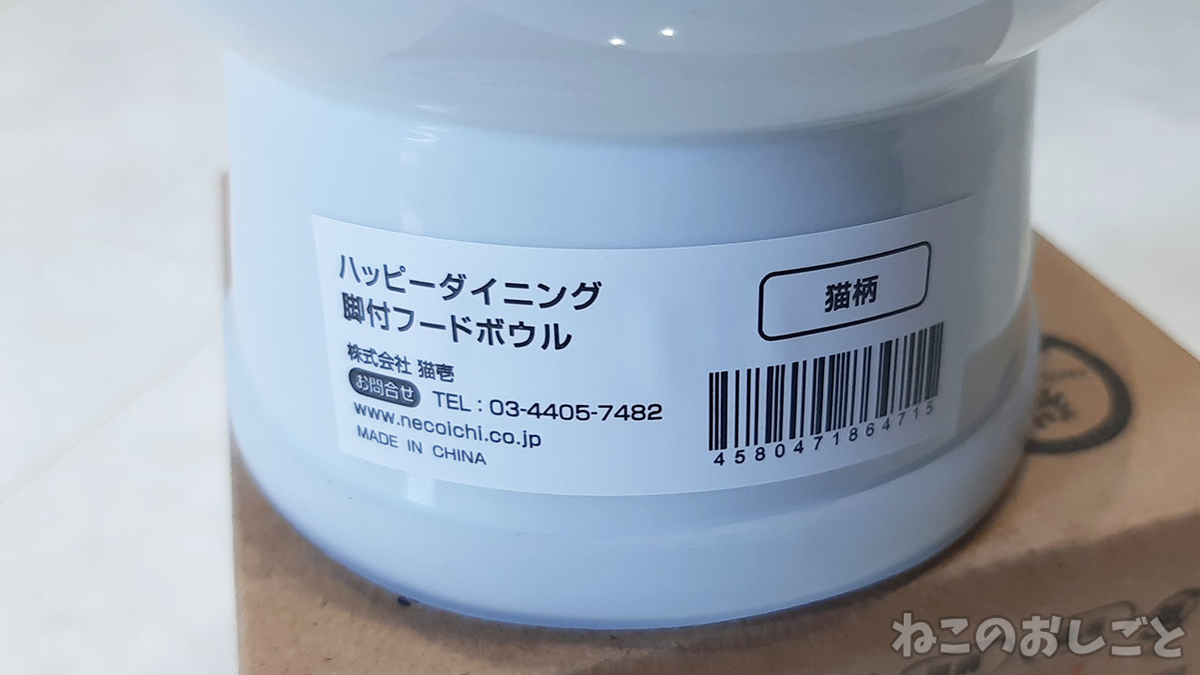 ハッピーダイニング
脚付フードボウル
猫柄
株式会社 猫壱
お問合せ TEL : 03-4405-7482
www.necoichi.co.jp
MADE IN CHINA
4580471864715
ねこのおしごと